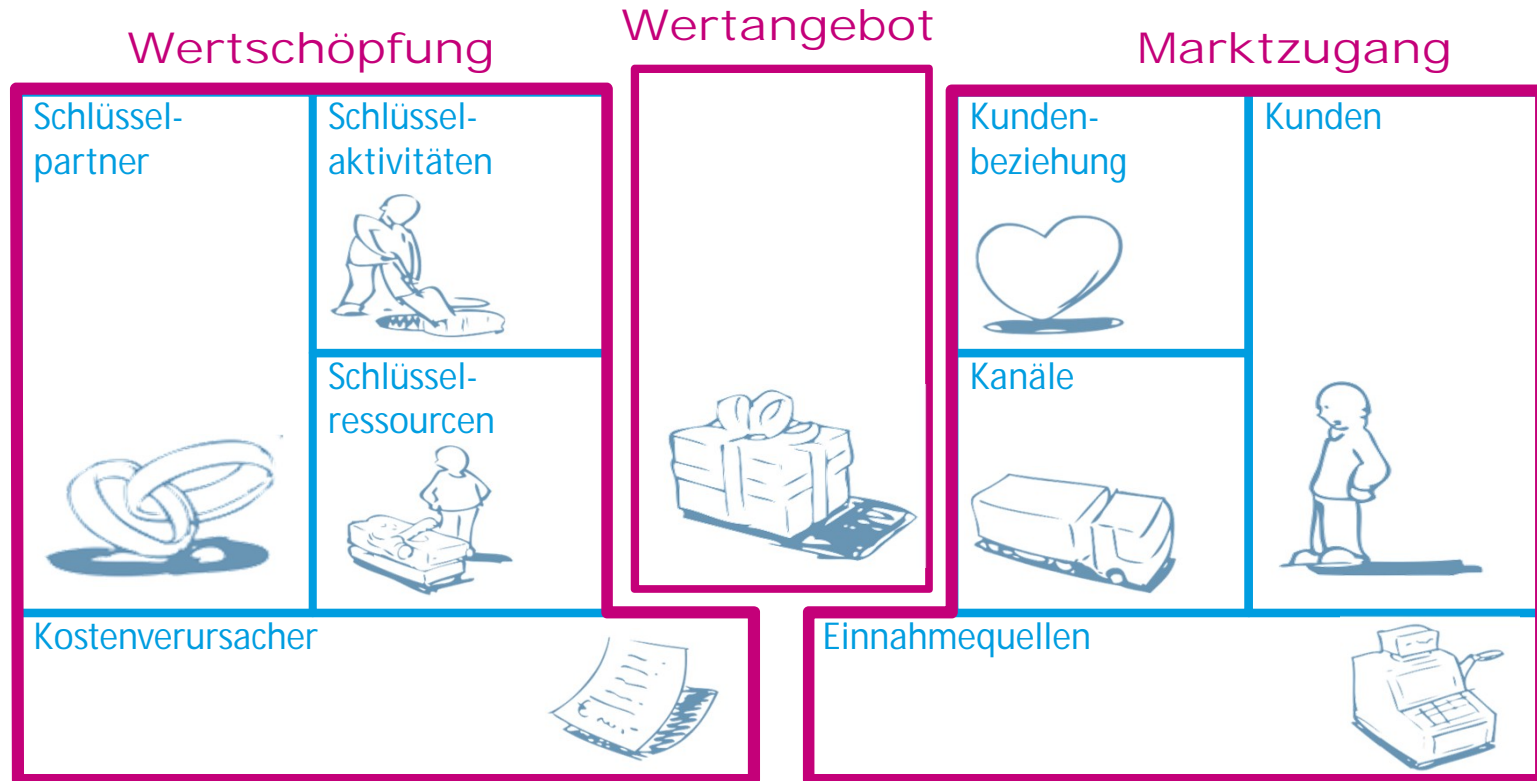 Wertschöpfung
Wertangebot
Marktzugang
Schlüssel-
partner
Schlüssel-
aktivitäten
Schlüssel-
ressourcen
Kunden-
beziehung
Kanäle
Kunden
Kostenverursacher
Einnahmequellen